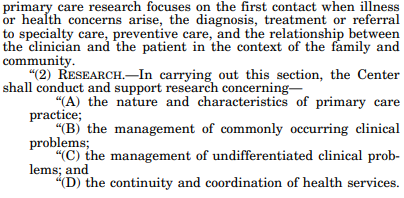 primary care research focuses on the first contact when illness
or health concerns arise, the diagnosis, treatment or referral
to specialty care, preventive care, and the relationship between
the clinician and the patient in the context of the family and
community.
“(2) RESEARCH.—In carrying out this section, the Center
shall conduct and support research concerning—
“(A) the nature and characteristics of primary care
practice;
“(B) the management of commonly occurring clinical
problems;
“(C) the management of undifferentiated clinical prob-
lems; and
“(D) the continuity and coordination of health services.